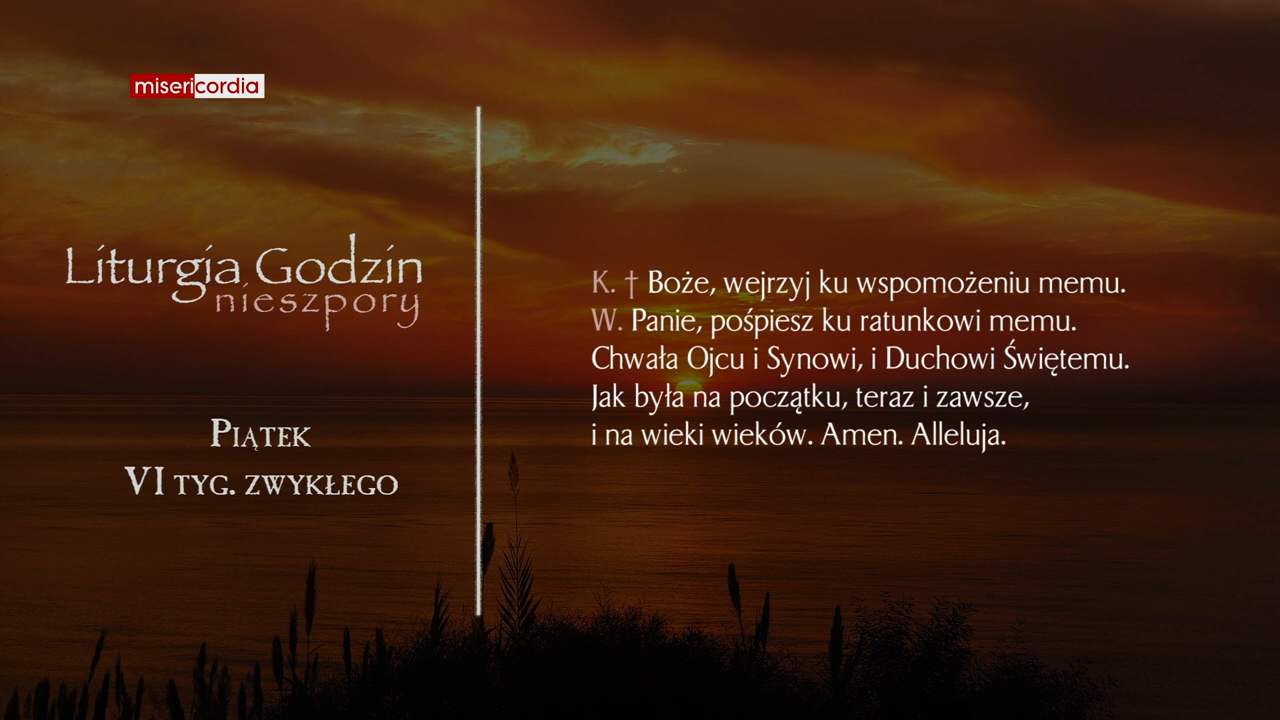 misericordia
Liturgia Godzin
nieszpory
Piątek
VI tyg. zwykłego
K. † Boże, wejrzyj ku wspomożeniu memu.
W. Panie, pośpiesz ku ratunkowi memu.
Chwała Ojcu i Synowi, i Duchowi Świętemu.
Jak była na początku, teraz i zawsze,
i na wieki wieków. Amen. Alleluja.